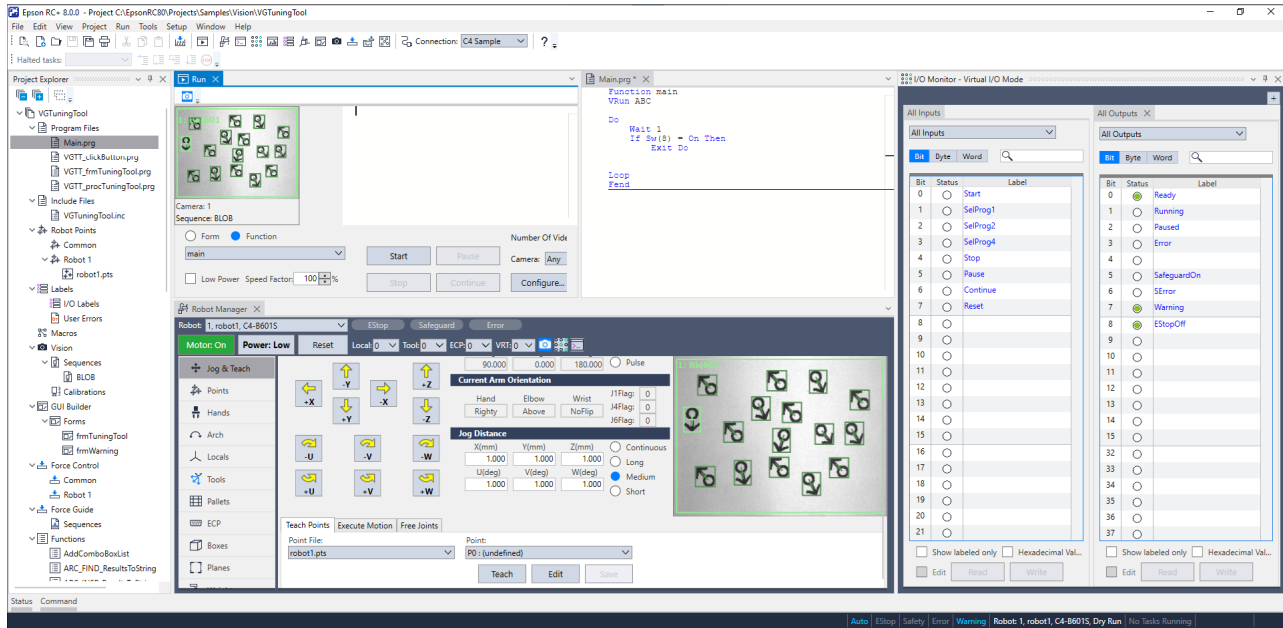 Epson RC+ 8.0.0 - Project C:\EpsonRC80\Projects\Samples\Vision\VGTuningTool
File Edit View Project Run Tools Setup Window Help
Connection: C4 Sample
Halted tasks:
Project Explorer
VGTuningTool
Program Files
Main.prg
VGTT_clickButton.prg
VGTT_frmTuningTool.prg
VGTT_procTuningTool.prg
Include Files
VGTuningTool.inc
Robot Points
Common
Robot 1
robot1.pts
Labels
I/O Labels
User Errors
Macros
Vision
Sequences
BLOB
Calibrations
GUI Builder
Forms
frmTuningTool
frmWarning
Force Control
Common
Robot 1
Force Guide
Sequences
Functions
AddComboBoxList
ARC_FIND_ResultsToString
Run
Camera: 1
Sequence: BLOB
Form Function
Number Of Vide
main
Start Pause
Camera: Any
Low Power Speed Factor: 100 %
Stop Continue Configure...
Main.prg *
Function main
VRun ABC
Do
Wait 1
If Sw(8) = On Then
Exit Do
Loop
Fend
Robot Manager
Robot: 1, robot1, C4-B601S
EStop Safeguard Error
Motor: On Power: Low Reset Local: 0 Tool: 0 ECP: 0 VRT: 0
Jog & Teach
Points
Hands
Arch
Locals
Tools
Pallets
ECP
Boxes
Planes
-Y +Z
+X -X
+Y -Z
-U -V -W
+U +V +W
90.000 0.000 180.000 Pulse
Current Arm Orientation
Hand Elbow Wrist
Righty Above NoFlip
J1Flag: 0
J4Flag: 0
J6Flag: 0
Jog Distance
X(mm) Y(mm) Z(mm)
1.000 1.000 1.000
U(deg) V(deg) W(deg)
1.000 1.000 1.000
Continuous
Long
Medium
Short
Teach Points Execute Motion Free Joints
Point File: Point:
robot1.pts P0 : (undefined)
Teach Edit Save
I/O Monitor - Virtual I/O Mode
All Inputs
All Inputs
Bit Byte Word
Bit Status Label
0 Start
1 SelProg1
2 SelProg2
3 SelProg4
4 Stop
5 Pause
6 Continue
7 Reset
8
9
10
11
12
13
14
15
16
17
18
19
20
21
Show labeled only Hexadecimal Val...
Edit Read Write
All Outputs
All Outputs
Bit Byte Word
Bit Status Label
0 Ready
1 Running
2 Paused
3 Error
4
5 SafeguardOn
6 SError
7 Warning
8 EStopOff
9
10
11
12
13
14
15
32
33
34
35
36
37
Show labeled only Hexadecimal Val...
Edit Read Write
Status Command
Auto EStop Safety Error Warning Robot: 1, robot1, C4-B601S, Dry Run No Tasks Running